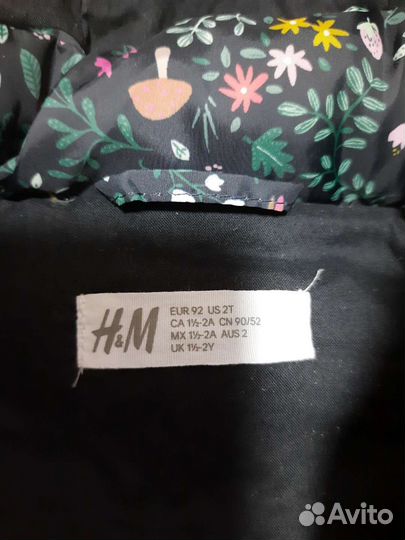 H&M
EUR 92 US 2T
CA 1½-2A CN 90/52
MX 1½-2A AUS 2
UK 1½-2Y
Avito